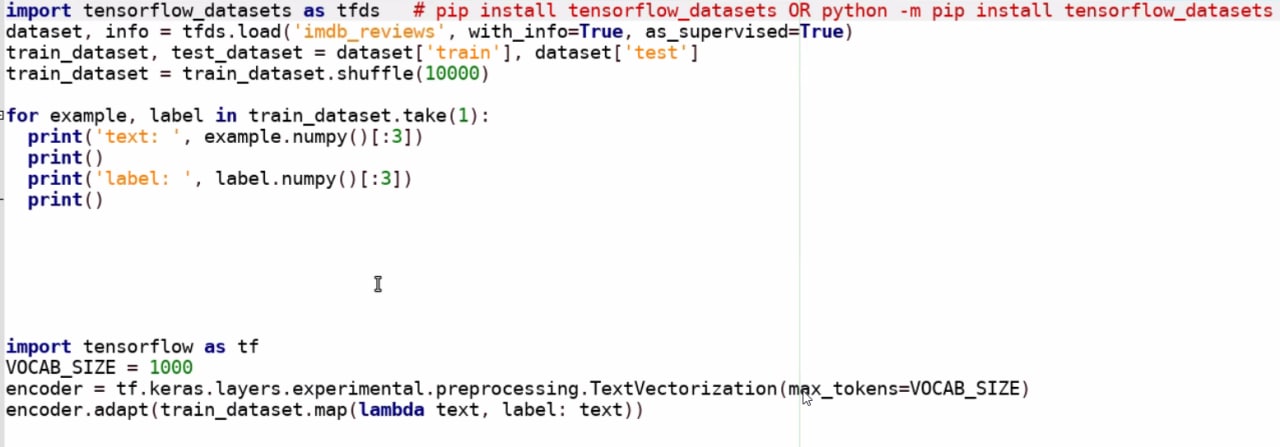 import tensorflow_datasets as tfds   # pip install tensorflow_datasets OR python -m pip install tensorflow_datasets
dataset, info = tfds.load('imdb_reviews', with_info=True, as_supervised=True)
train_dataset, test_dataset = dataset['train'], dataset['test']
train_dataset = train_dataset.shuffle(10000)
for example, label in train_dataset.take(1):
  print('text: ', example.numpy()[:3])
  print()
  print('label: ', label.numpy()[:3])
  print()
import tensorflow as tf
VOCAB_SIZE = 1000
encoder = tf.keras.layers.experimental.preprocessing.TextVectorization(max_tokens=VOCAB_SIZE)
encoder.adapt(train_dataset.map(lambda text, label: text))